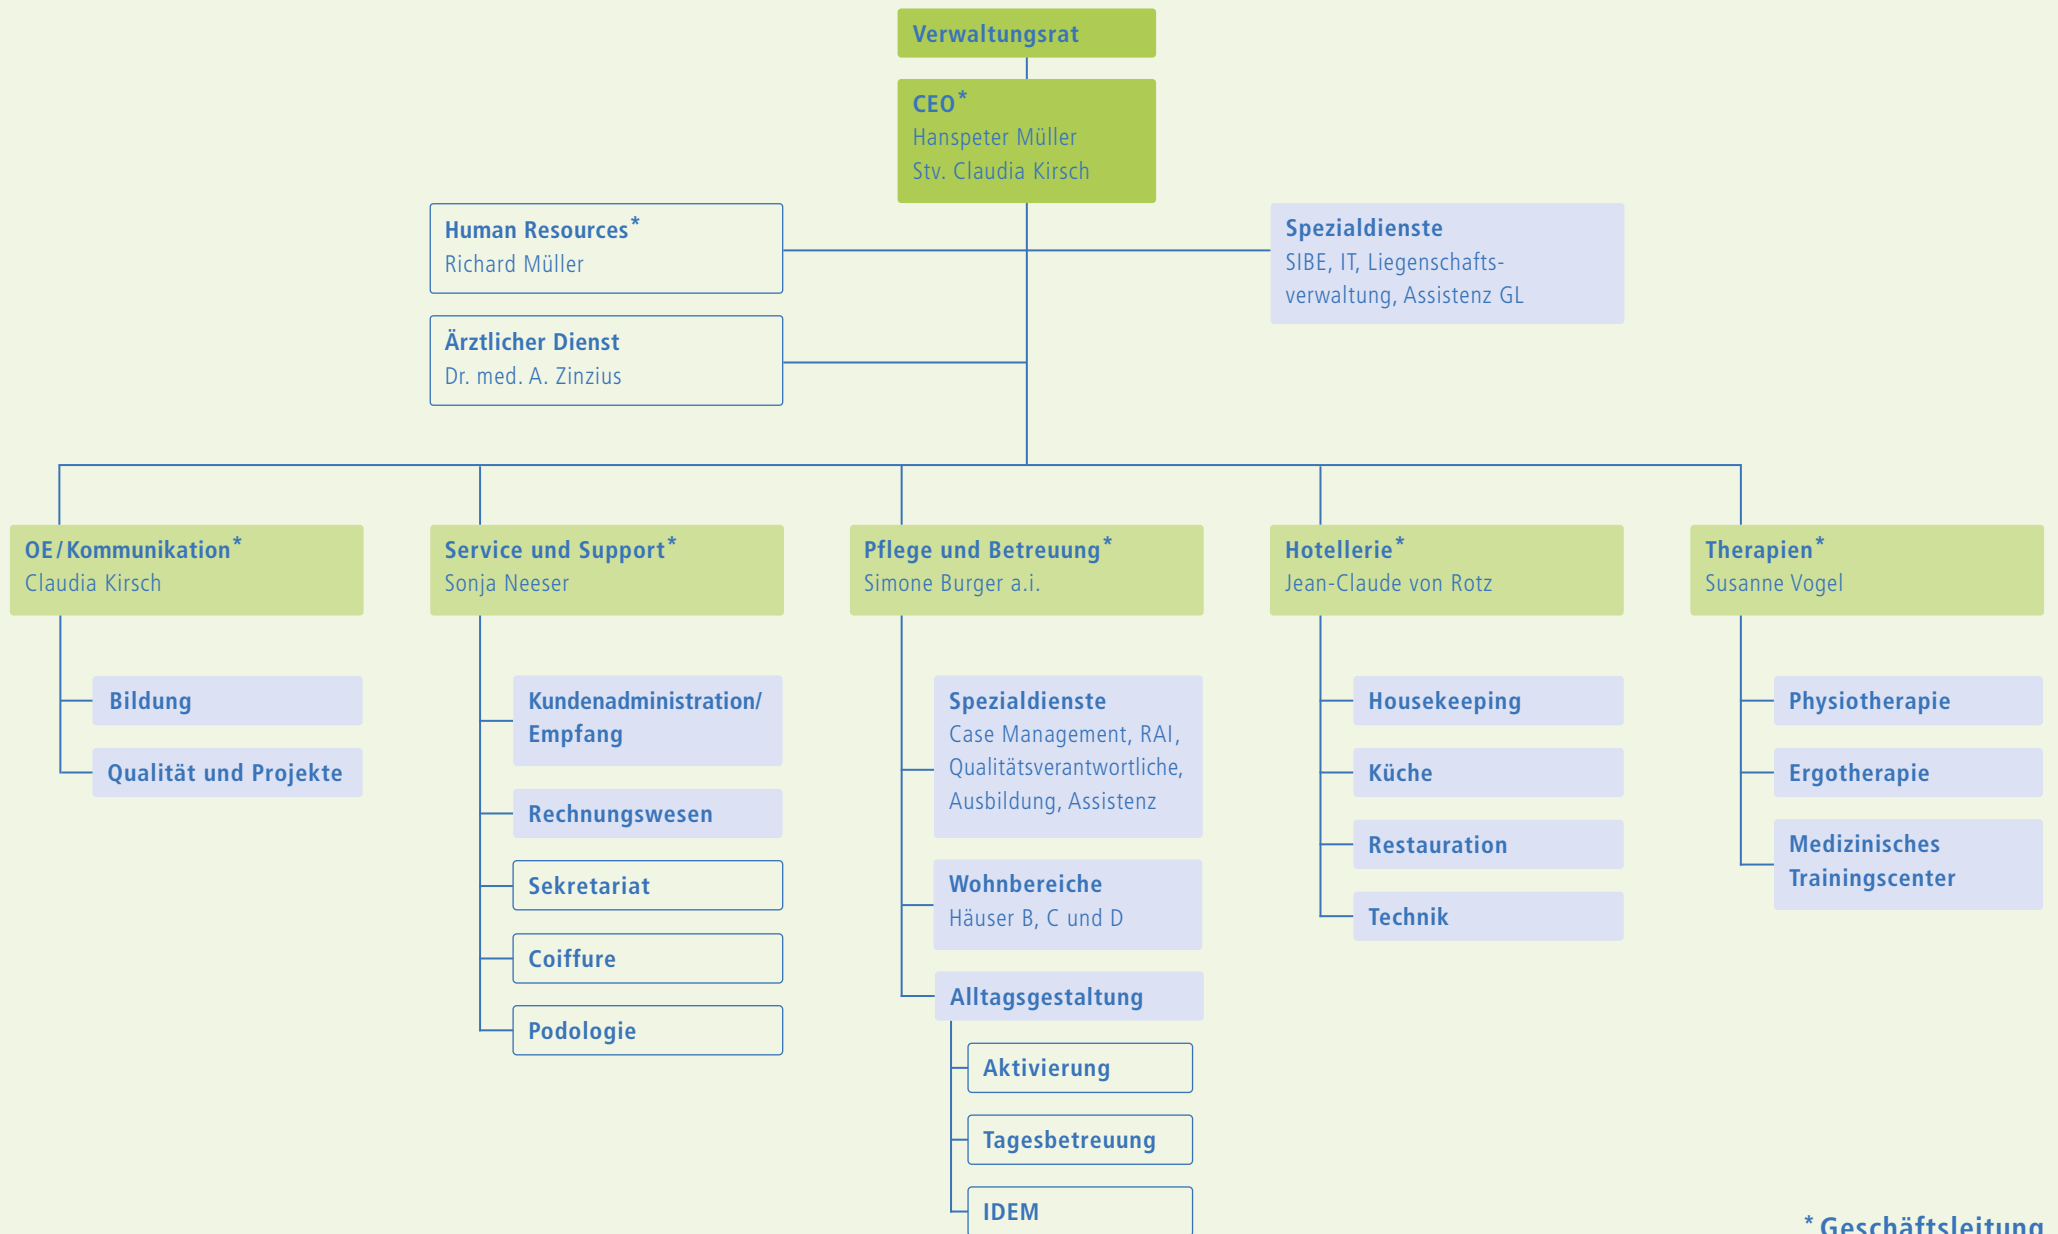 Verwaltungsrat
CEO*
Hanspeter Müller
Stv. Claudia Kirsch
Human Resources*
Richard Müller
Spezialdienste
SIBE, IT, Liegenschafts-
verwaltung, Assistenz GL
Ärztlicher Dienst
Dr. med. A. Zinzius
OE/Kommunikation*
Claudia Kirsch
Bildung
Qualität und Projekte
Service und Support*
Sonja Neeser
Kundenadministration/
Empfang
Rechnungswesen
Sekretariat
Coiffure
Podologie
Pflege und Betreuung*
Simone Burger a.i.
Spezialdienste
Case Management, RAI,
Qualitätsverantwortliche,
Ausbildung, Assistenz
Wohnbereiche
Häuser B, C und D
Alltagsgestaltung
Aktivierung
Tagesbetreuung
IDEM
Hotellerie*
Jean-Claude von Rotz
Housekeeping
Küche
Restauration
Technik
Therapien*
Susanne Vogel
Physiotherapie
Ergotherapie
Medizinisches
Trainingscenter
* Geschäftsleitung